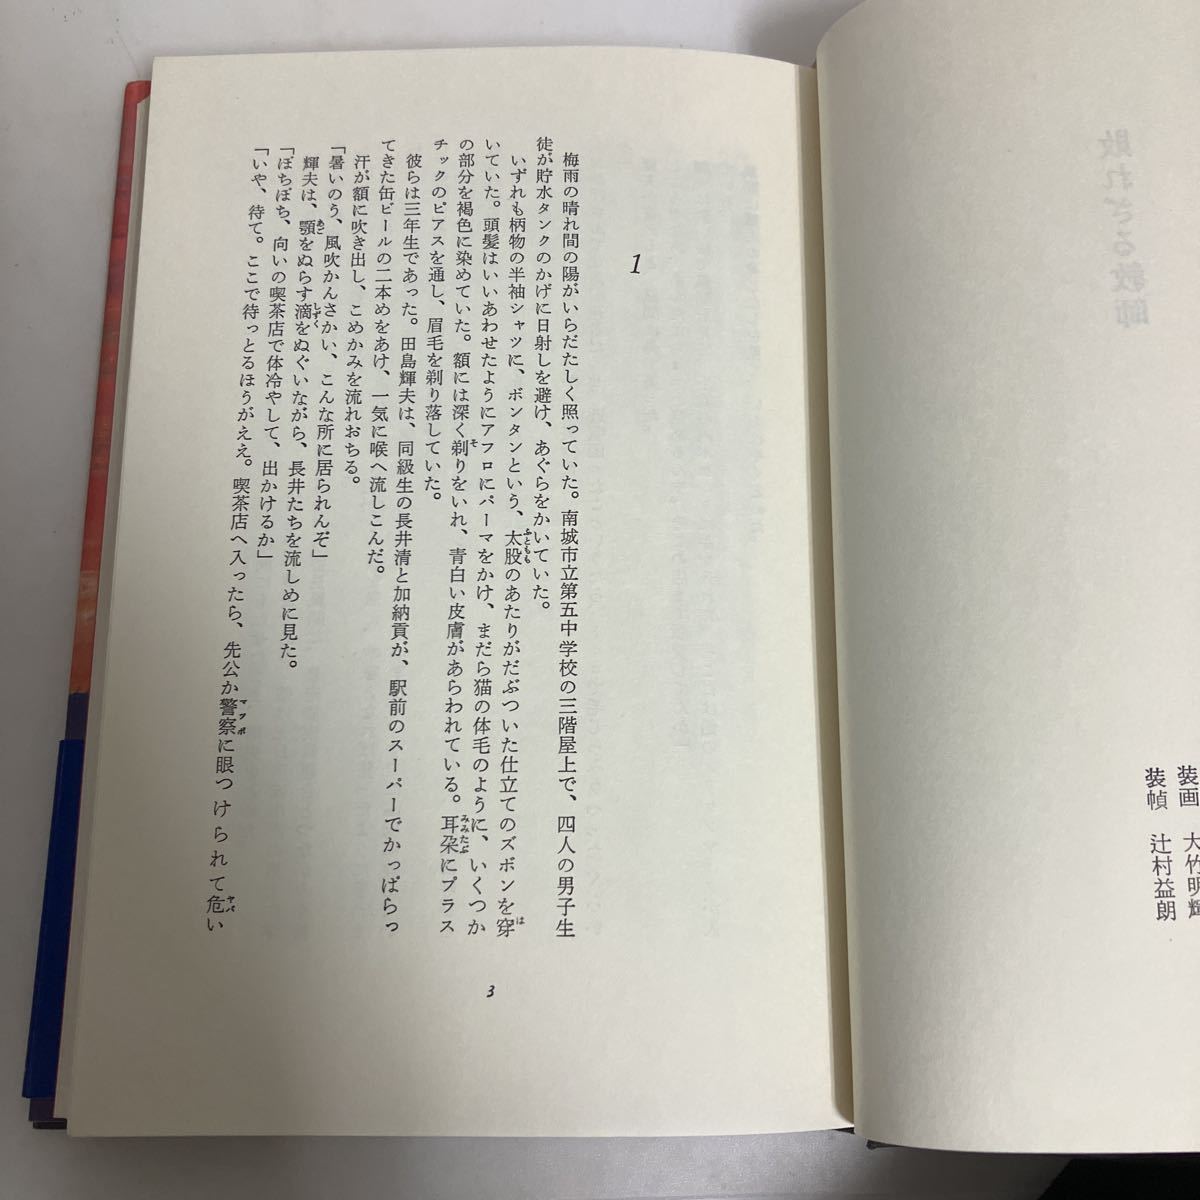 敗れざる教師
装画　大竹明輝
装幀　辻村益朗
1
梅雨の晴れ間の陽がいらだたしく照っていた。南城市立第五中学校の三階屋上で、四人の男子生
徒が貯水タンクのかげに日射しを避け、あぐらをかいていた。
いずれも柄物の半袖シャツに、ボンタンという、太股のあたりがだぶついた仕立てのズボンを穿
いていた。頭髪はいいあわせたようにアフロにパーマをかけ、まだら猫の体毛のように、いくつか
の部分を褐色に染めていた。額には深く剃りをいれ、青白い皮膚があらわれている。耳朶にプラス
チックのピアスを通し、眉毛を剃り落していた。
彼らは三年生であった。田島輝夫は、同級生の長井清と加納貢が、駅前のスーパーでかっぱらっ
てきた缶ビールの二本めをあけ、一気に喉へ流しこんだ。
汗が額に吹き出し、こめかみを流れおちる。
「暑いのう、風吹かんさかい、こんな所に居られんぞ」
輝夫は、顎をぬらす滴をぬぐいながら、長井たちを流しめに見た。
「ぼちぼち、向いの喫茶店で体冷やして、出かけるか」
「いや、待て。ここで待っとるほうがええ。喫茶店へ入ったら、先公か警察に眼つけられて危い
3